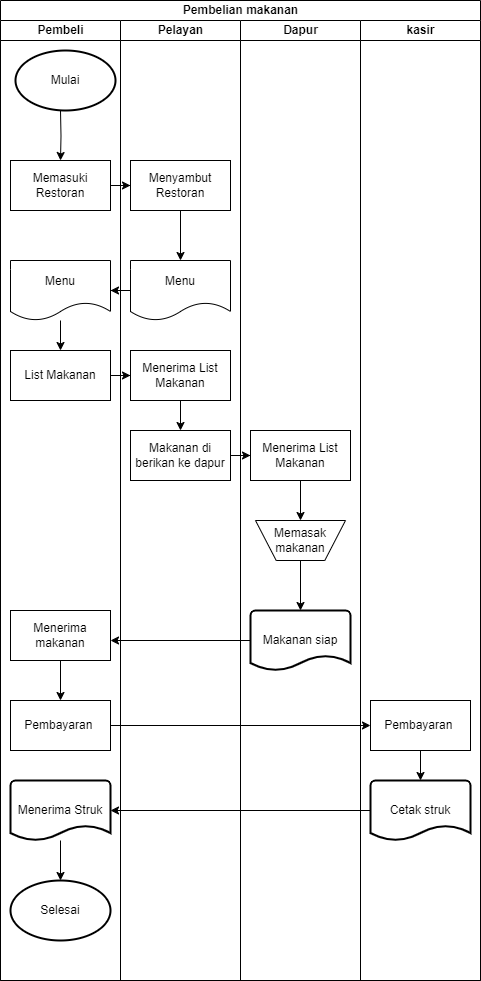 Pembelian makanan
Pembeli
Pelayan
Dapur
kasir
Mulai
Memasuki
Restoran
Menyambut
Restoran
Menu
Menu
List Makanan
Menerima List
Makanan
Makanan di
berikan ke dapur
Menerima List
Makanan
Memasak
makanan
Menerima
makanan
Makanan siap
Pembayaran
Pembayaran
Menerima Struk
Cetak struk
Selesai